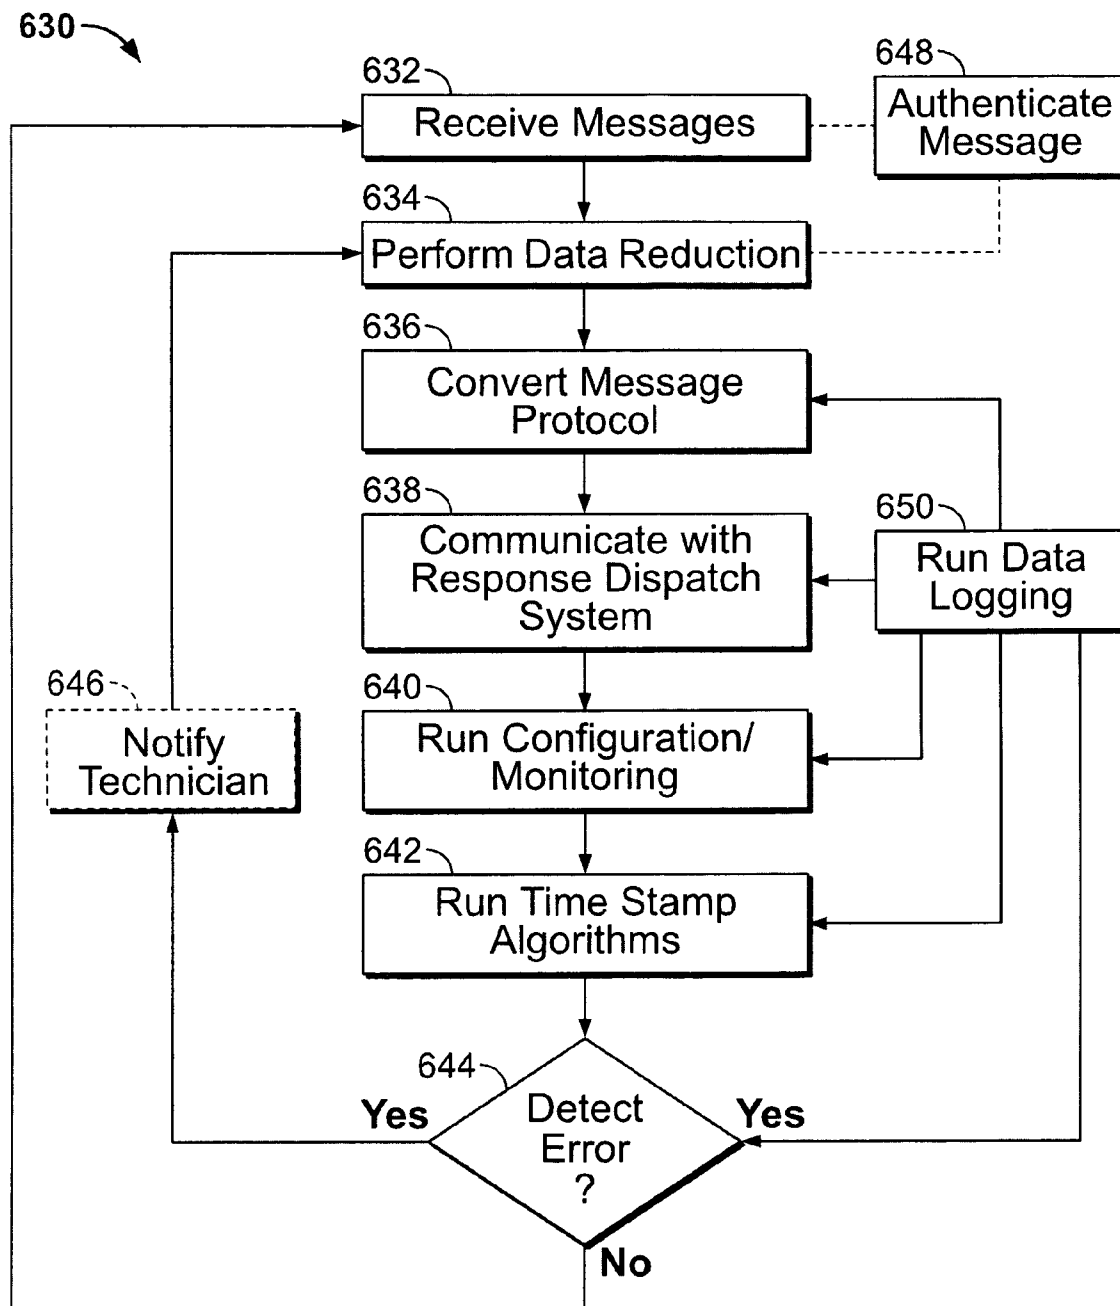 630
632
Receive Messages
648
Authenticate
Message
634
Perform Data Reduction
636
Convert Message
Protocol
638
Communicate with
Response Dispatch
System
650
Run Data
Logging
646
Notify
Technician
640
Run Configuration/
Monitoring
642
Run Time Stamp
Algorithms
644
Detect
Error
?
Yes
Yes
No